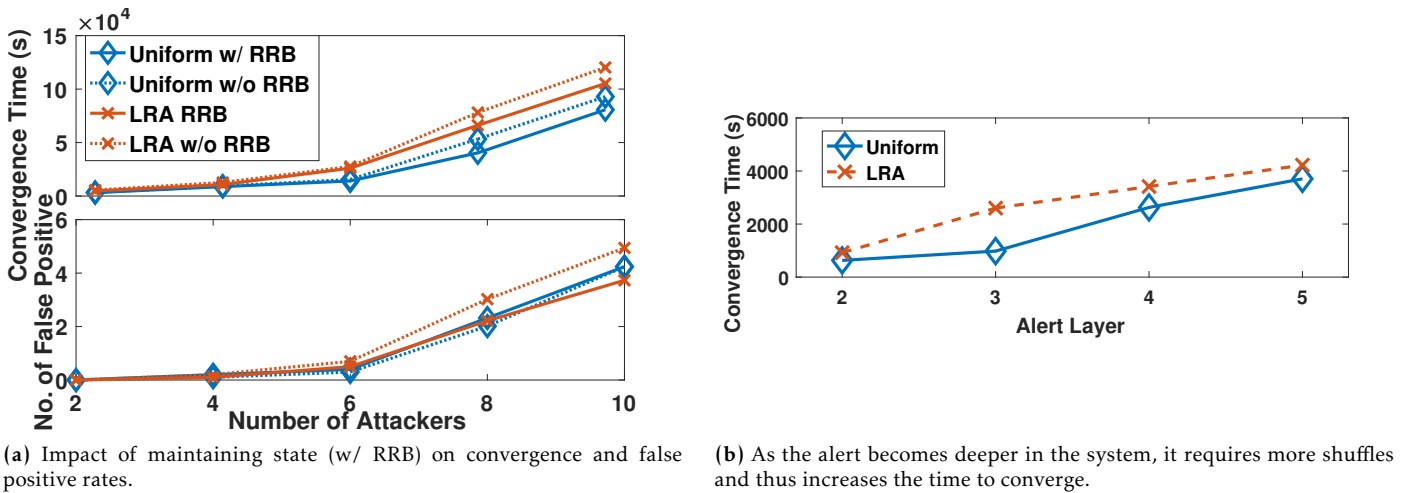 ×10⁴
15
10
5
0
Convergence Time (s)
Uniform w/ RRB
Uniform w/o RRB
LRA RRB
LRA w/o RRB
6
4
2
0
No. of False Positive
2 4 6 8 10
Number of Attackers
(a) Impact of maintaining state (w/ RRB) on convergence and false
positive rates.
6000
4000
2000
0
Convergence Time (s)
Uniform
LRA
2 3 4 5
Alert Layer
(b) As the alert becomes deeper in the system, it requires more shuffles
and thus increases the time to converge.